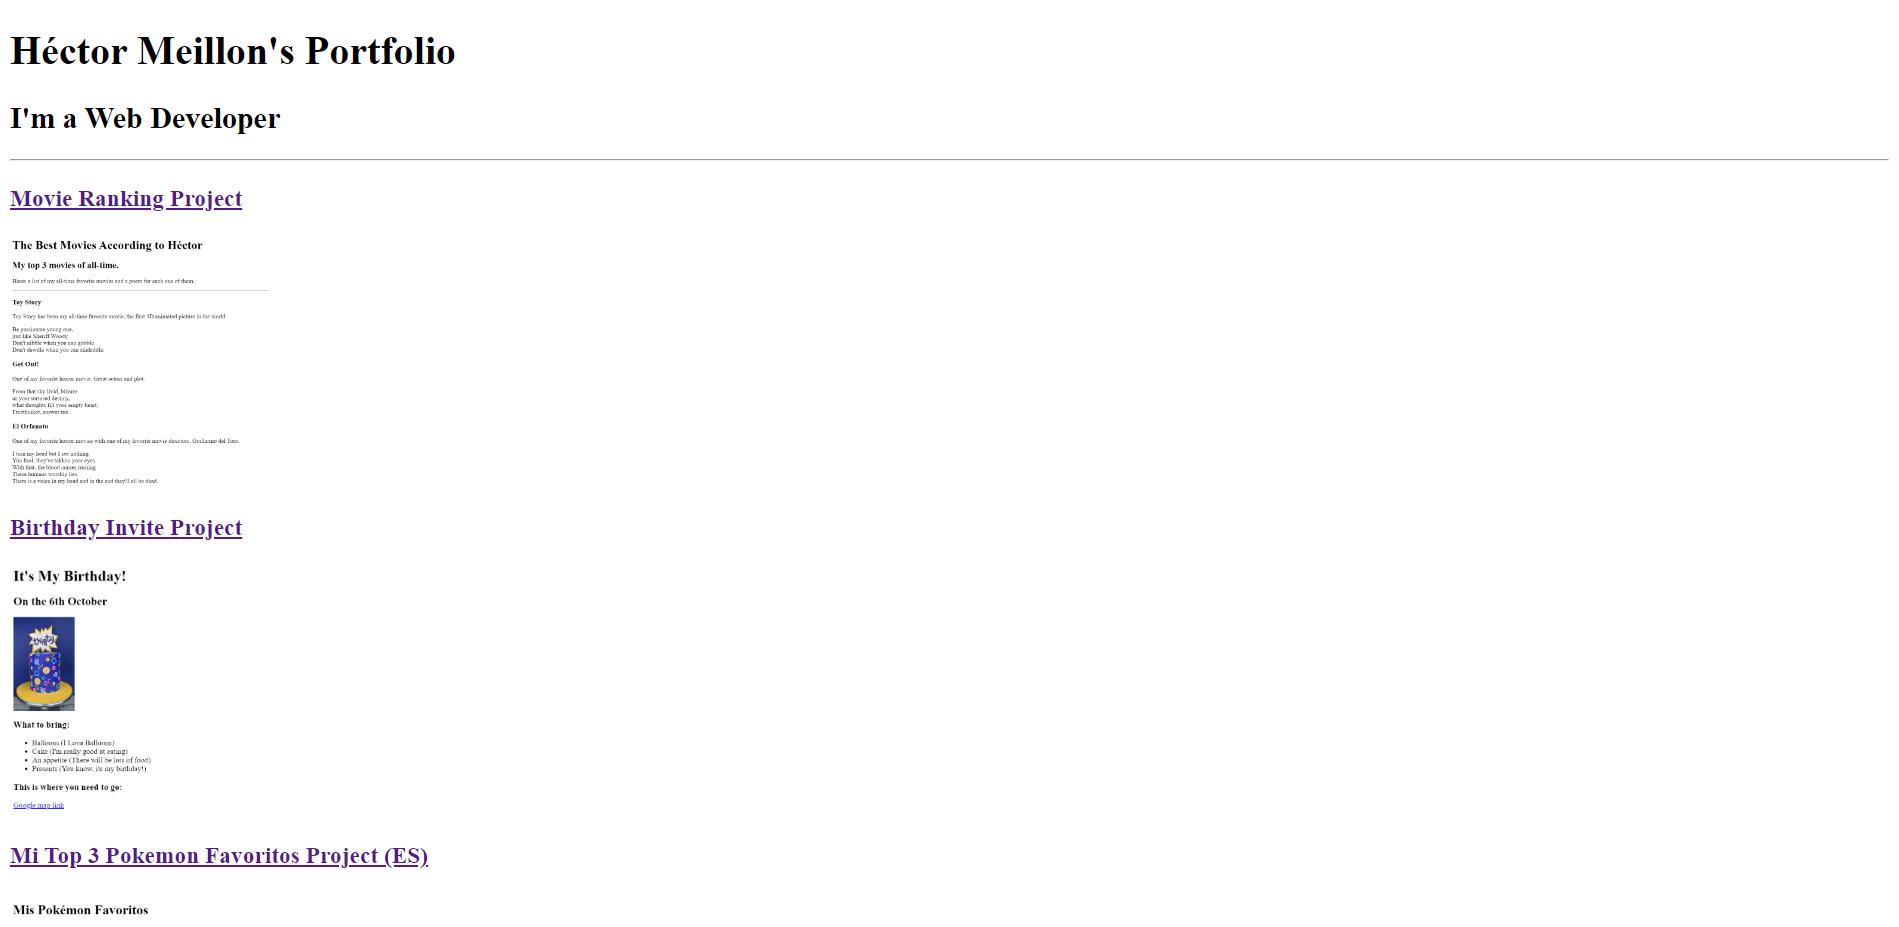 Héctor Meillon's Portfolio
I'm a Web Developer
Movie Ranking Project
The Best Movies According to Héctor
My top 3 movies of all-time.
Heres a list of my all-time favorite movies and a poem for each one of them.
Toy Story
Toy Story has been my all-time favorite movie, the first 3D animated picture in the world
Be passionate young one,
just like Sheriff Woody.
Don't nibble when you can gobble.
Don't dawdle when you can skidaddle.
Get Out!
One of my favorite horror movie. Great actors and plot.
From that sky livid, bizarre
as your tortured destiny,
what thoughts fill your empty heart,
Freethinker, answer me.
El Orfanato
One of my favorite horror movies with one of my favorite movie directors, Guillermo del Toro.
I turn my head but I see nothing
You fool, they've your eyes
With that, the blood comes rushing
These humans worship lies
There is a voice in my head and in the end they'll all be dead.
Birthday Invite Project
It's My Birthday!
On the 6th October
What to bring:
Balloons (I Love Balloons)
Cake (I'm really good at eating)
An appetite (There will be lots of food)
Presents (You know, its my birthday!)
This is where you need to go:
Google map link
Mi Top 3 Pokemon Favoritos Project (ES)
Mis Pokémon Favoritos